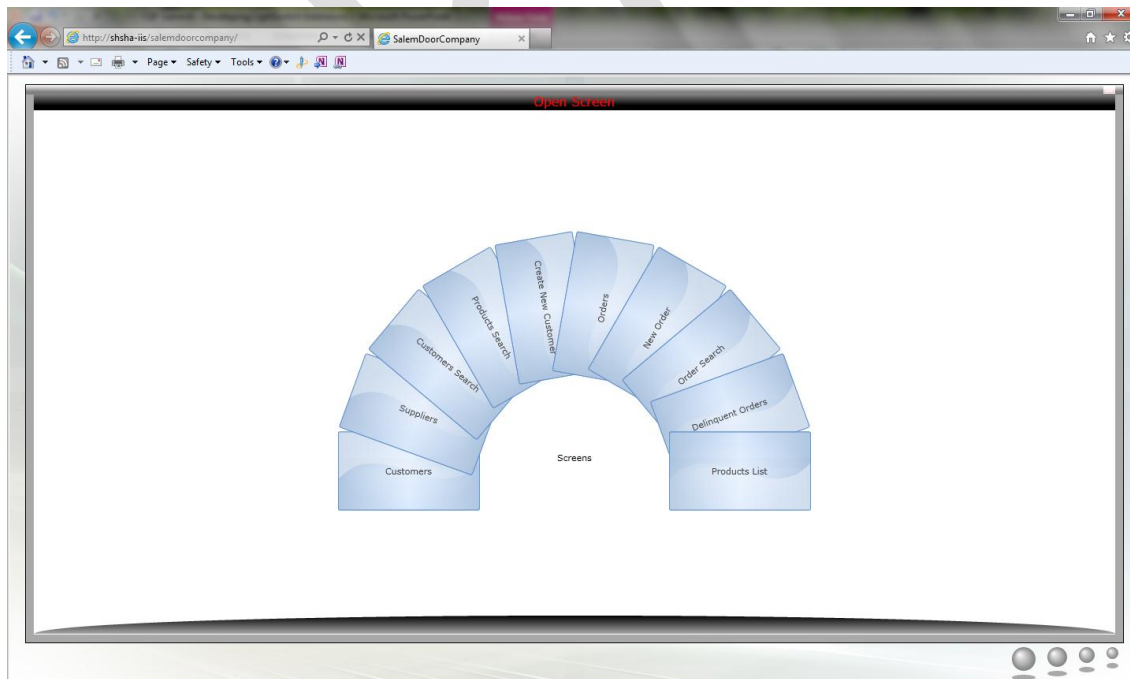 http://shsha-iis/salemdoorcompany/
SalemDoorCompany
Page
Safety
Tools
Open Screen
Customers
Suppliers
Customers Search
Products Search
Create New Customer
Orders
New Order
Order Search
Delinquent Orders
Products List
Screens